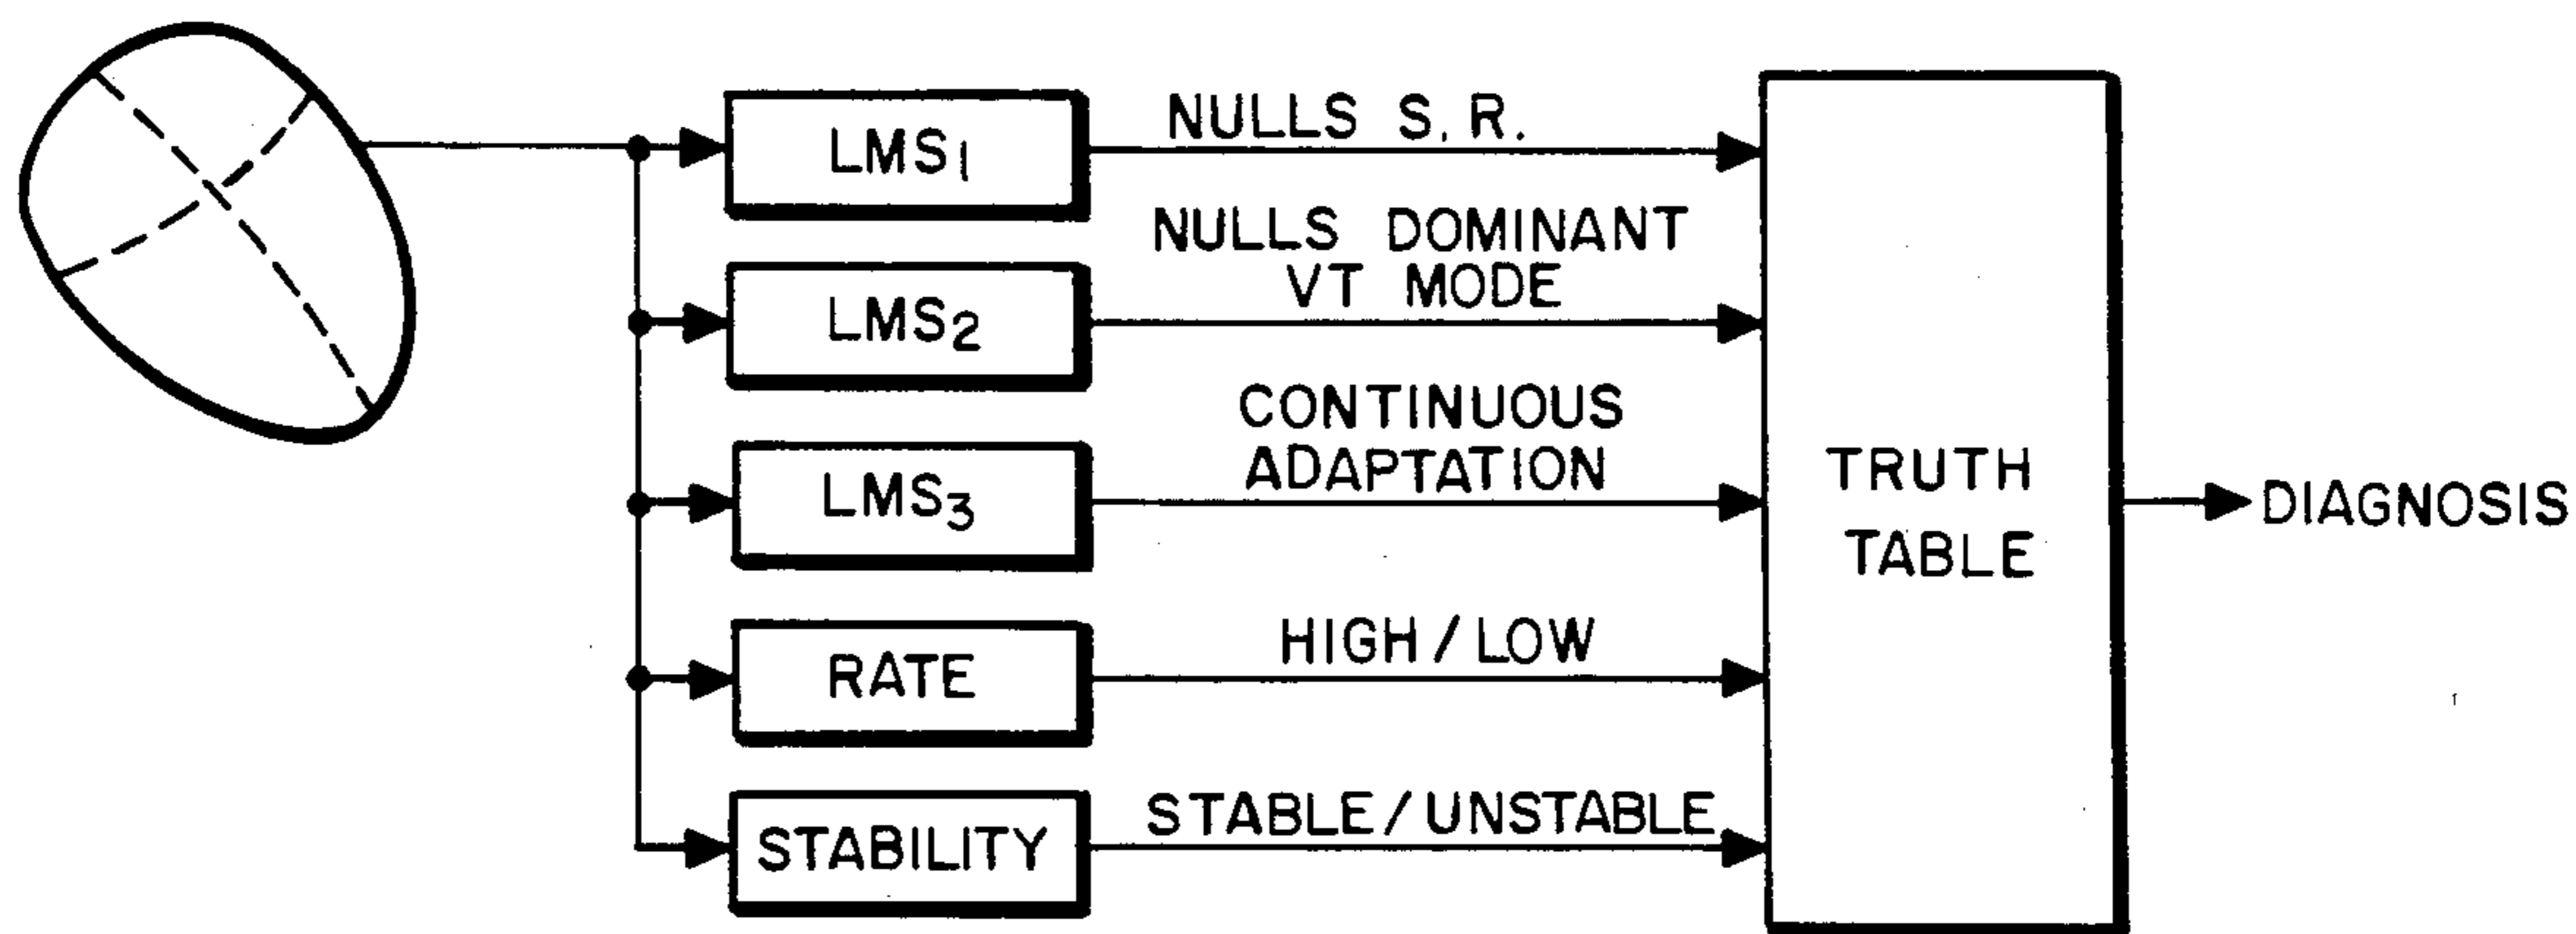 LMS1
NULLS S.R.
LMS2
NULLS DOMINANT
VT MODE
LMS3
CONTINUOUS
ADAPTATION
RATE
HIGH/LOW
STABILITY
STABLE/UNSTABLE
TRUTH
TABLE
DIAGNOSIS